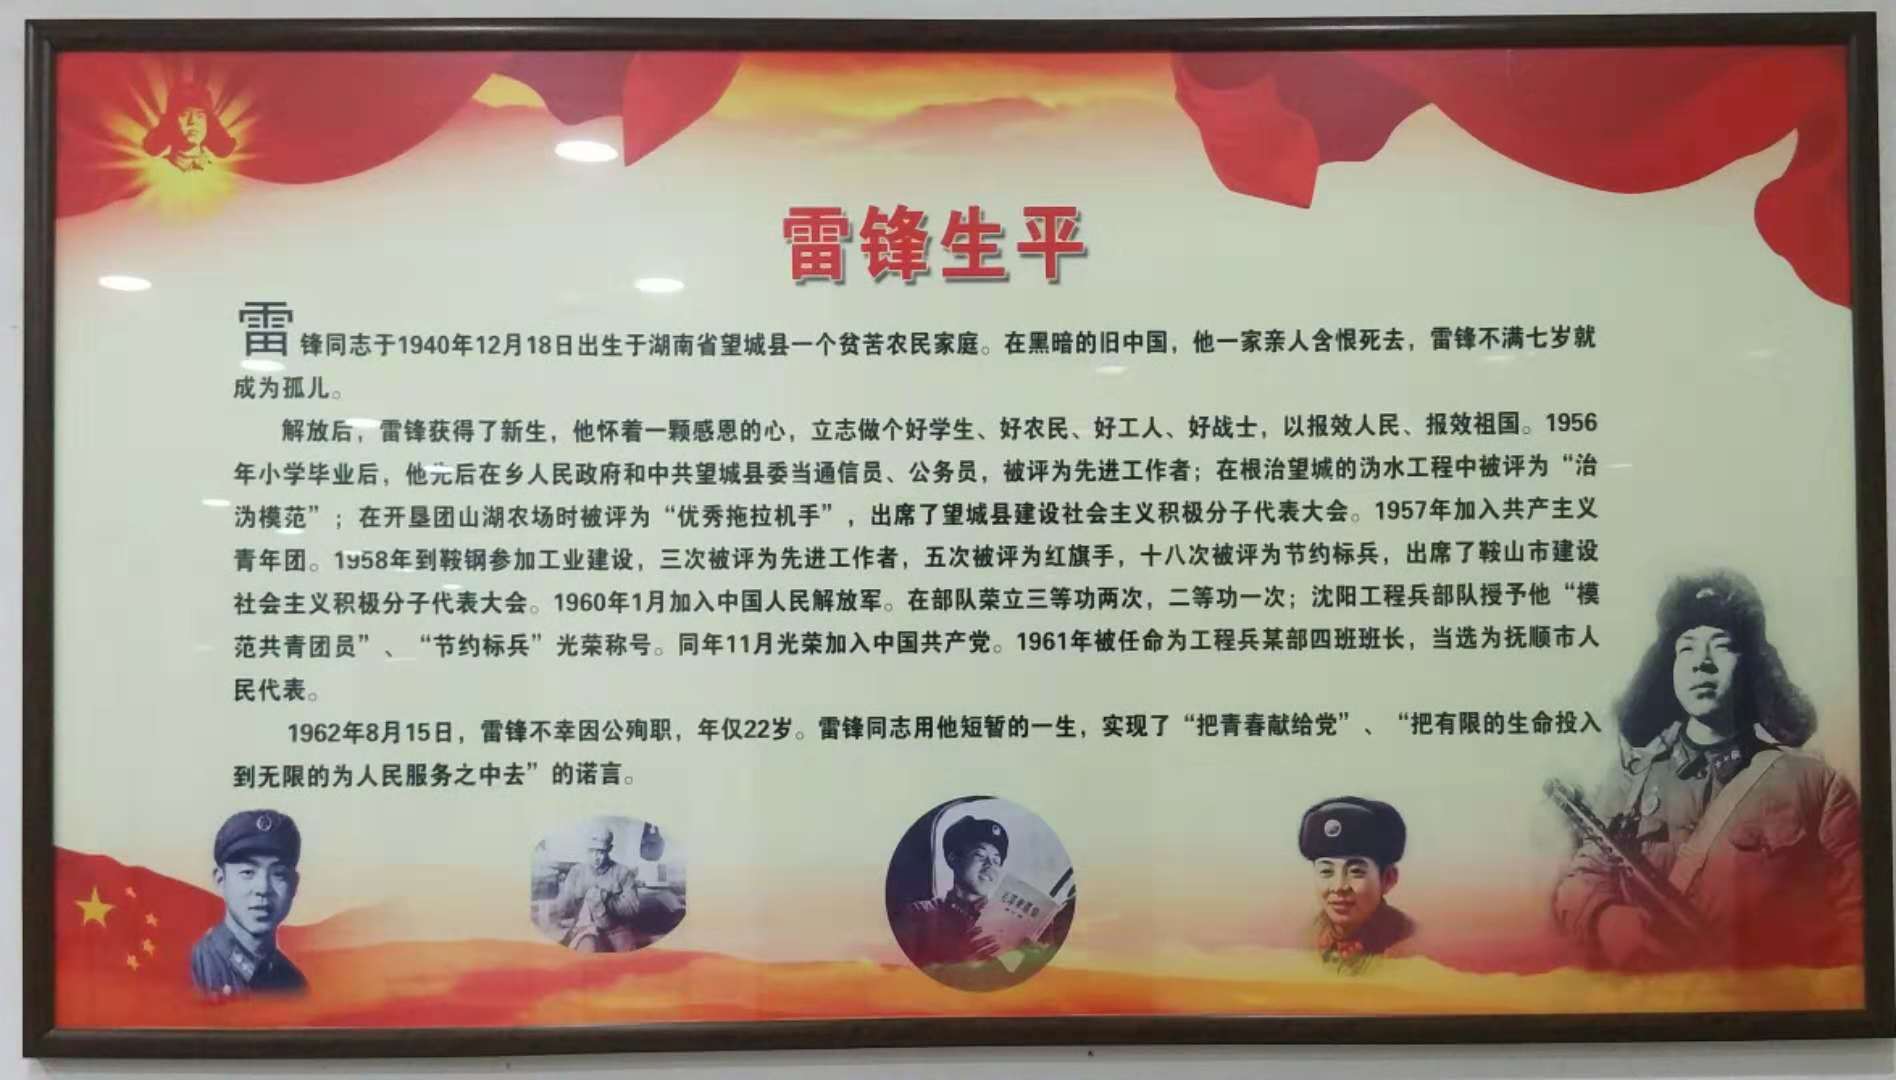 雷锋生平
雷锋同志于1940年12月18日出生于湖南省望城县一个贫苦农民家庭。在黑暗的旧中国，他一家亲人含恨死去，雷锋不满七岁就
成为孤儿。
解放后，雷锋获得了新生，他怀着一颗感恩的心，立志做个好学生、好农民、好工人、好战士，以报效人民、报效祖国。1956
年小学毕业后，他先后在乡人民政府和中共望城县委当通信员、公务员，被评为先进工作者；在根治望城的沩水工程中被评为“治
沩模范”；在开垦团山湖农场时被评为“优秀拖拉机手”，出席了望城县建设社会主义积极分子代表大会。1957年加入共产主义
青年团。1958年到鞍钢参加工业建设，三次被评为先进工作者，五次被评为红旗手，十八次被评为节约标兵，出席了鞍山市建设
社会主义积极分子代表大会。1960年1月加入中国人民解放军。在部队荣立三等功两次，二等功一次；沈阳工程兵部队授予他“模
范共青团员”、“节约标兵”光荣称号。同年11月光荣加入中国共产党。1961年被任命为工程兵某部四班班长，当选为抚顺市人
民代表。
1962年8月15日，雷锋不幸因公殉职，年仅22岁。雷锋同志用他短暂的一生，实现了“把青春献给党”、“把有限的生命投入
到无限的为人民服务之中去”的诺言。